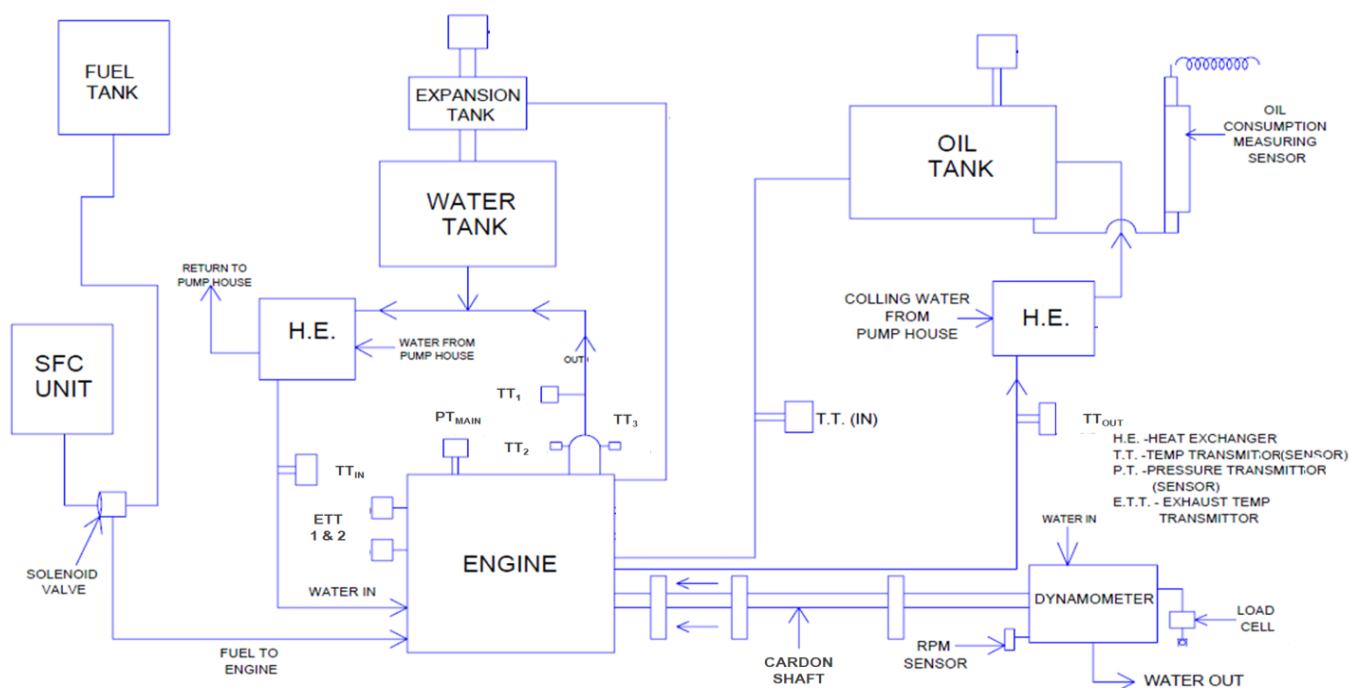 FUEL
TANK
EXPANSION
TANK
WATER
TANK
OIL
TANK
OIL
CONSUMPTION
MEASURING
SENSOR
RETURN TO
PUMP HOUSE
H.E.
WATER FROM
PUMP HOUSE
OUT
COLLING WATER
FROM
PUMP HOUSE
H.E.
SFC
UNIT
TT1
TT2
TT3
PTMAIN
TTIN
T.T. (IN)
TTOUT
H.E. -HEAT EXCHANGER
T.T. -TEMP TRANSMITOR(SENSOR)
P.T. -PRESSURE TRANSMITTOR
(SENSOR)
E.T.T. - EXHAUST TEMP
TRANSMITTOR
ETT
1 & 2
ENGINE
SOLENOID
VALVE
WATER IN
FUEL TO
ENGINE
CARDON
SHAFT
WATER IN
DYNAMOMETER
LOAD
CELL
RPM
SENSOR
WATER OUT